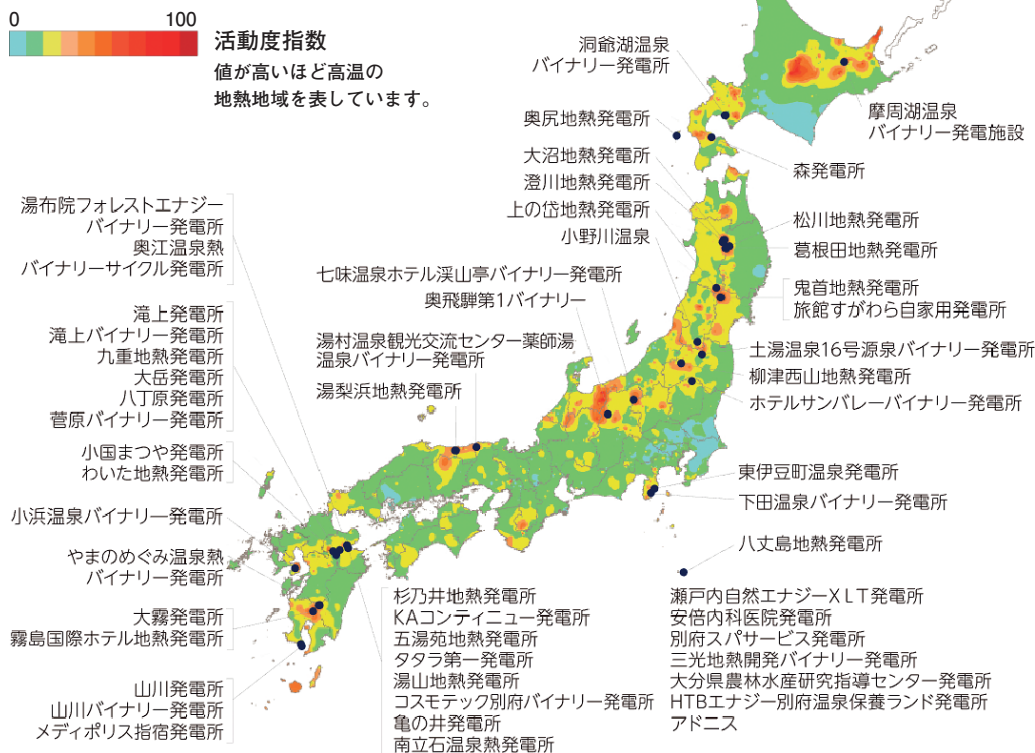 0
100
活動度指数
値が高いほど高温の
地熱地域を表しています。
洞爺湖温泉
バイナリー発電所
奥尻地熱発電所
大沼地熱発電所
澄川地熱発電所
上の岱地熱発電所
小野川温泉
七味温泉ホテル渓山亭バイナリー発電所
奥飛騨第1バイナリー
湯村温泉観光交流センター薬師湯
温泉バイナリー発電所
湯梨浜地熱発電所
摩周湖温泉
バイナリー発電施設
森発電所
松川地熱発電所
葛根田地熱発電所
鬼首地熱発電所
旅館すがわら自家用発電所
土湯温泉16号源泉バイナリー発電所
柳津西山地熱発電所
ホテルサンバレーバイナリー発電所
東伊豆町温泉発電所
下田温泉バイナリー発電所
八丈島地熱発電所
湯布院フォレストエナジー
バイナリー発電所
奥江温泉熱
バイナリーサイクル発電所
滝上発電所
滝上バイナリー発電所
九重地熱発電所
大岳発電所
八丁原発電所
菅原バイナリー発電所
小国まつや発電所
わいた地熱発電所
小浜温泉バイナリー発電所
やまのめぐみ温泉熱
バイナリー発電所
大霧発電所
霧島国際ホテル地熱発電所
山川発電所
山川バイナリー発電所
メディポリス指宿発電所
杉乃井地熱発電所
KAコンティニュー発電所
五湯苑地熱発電所
タタラ第一発電所
湯山地熱発電所
コスモテック別府バイナリー発電所
亀の井発電所
南立石温泉熱発電所
瀬戸内自然エナジーXLT発電所
安倍内科医院発電所
別府スパサービス発電所
三光地熱開発バイナリー発電所
大分県農林水産研究指導センター発電所
HTBエナジー別府温泉保養ランド発電所
アドニス